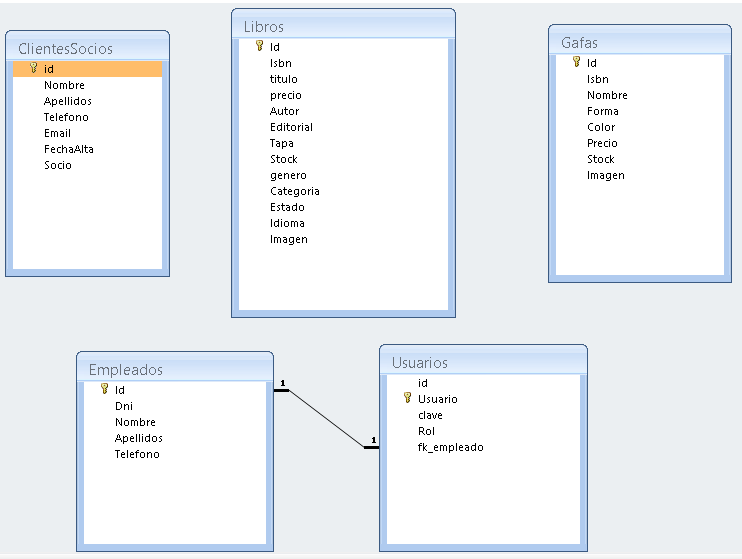 ClientesSocios
id
Nombre
Apellidos
Telefono
Email
FechaAlta
Socio
Libros
Id
Isbn
titulo
precio
Autor
Editorial
Tapa
Stock
genero
Categoria
Estado
Idioma
Imagen
Gafas
Id
Isbn
Nombre
Forma
Color
Precio
Stock
Imagen
Empleados
Id
Dni
Nombre
Apellidos
Telefono
1
1
Usuarios
id
Usuario
clave
Rol
fk_empleado